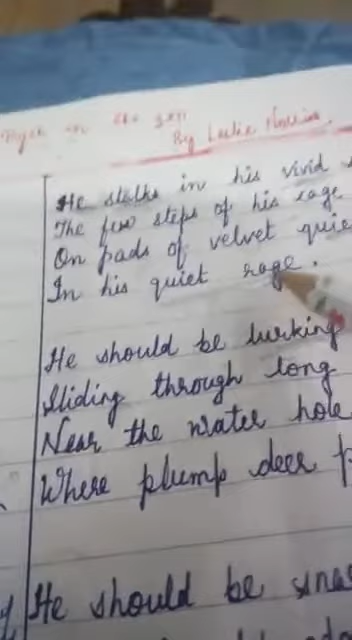 in the zoo
By Leslie Norris.
He stalks in his vivid s
The few steps of his cage
On pads of velvet quie
In his quiet rage.
He should be lurking
Sliding through long
Near the water hole
Where plump deer p
He should be snar